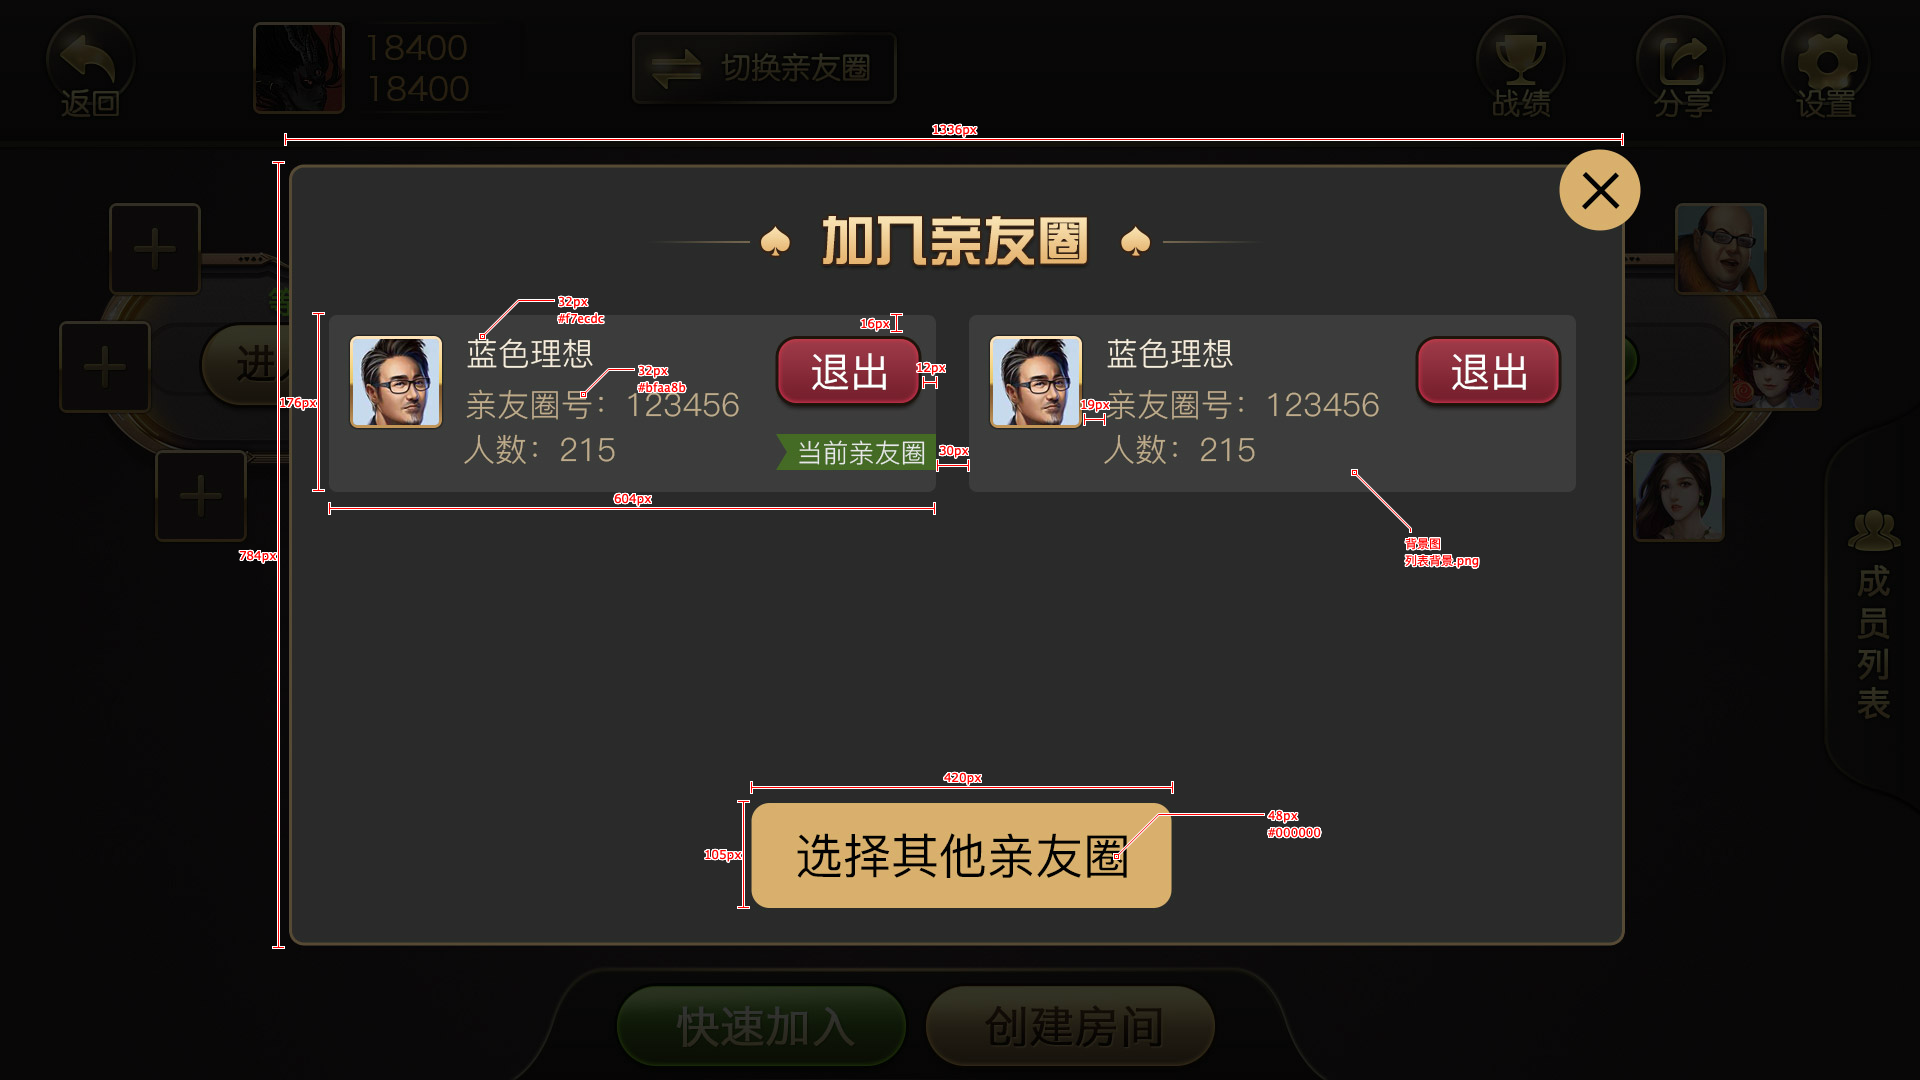 18400
18400
返回
切换亲友圈
战绩
分享
设置
1336px
加入亲友圈
32px
#f7ecdc
16px
蓝色理想
退出
蓝色理想
退出
32px
#bfaa8b
12px
176px
亲友圈号：123456
19px
亲友圈号：123456
人数：215
当前亲友圈
30px
人数：215
604px
784px
背景图
列表背景.png
进
成员列表
420px
48px
#000000
105px
选择其他亲友圈
快速加入
创建房间